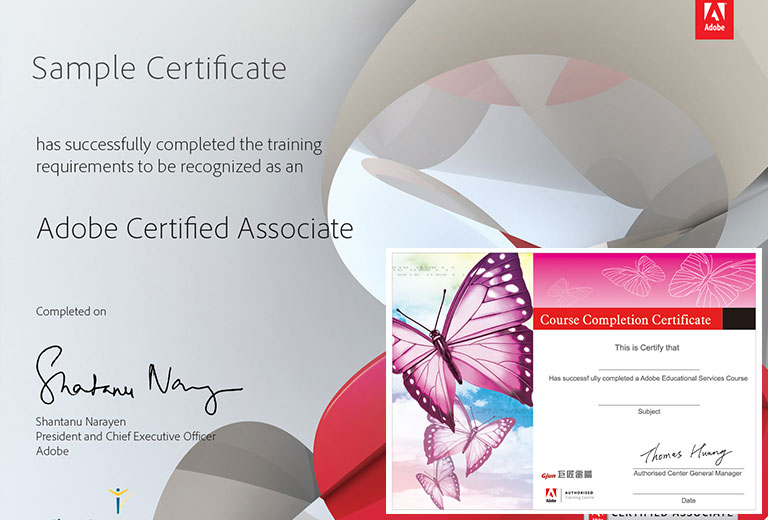 Adobe
Sample Certificate
has successfully completed the training
requirements to be recognized as an
Adobe Certified Associate
Completed on
Shantanu Narayen
Shantanu Narayen
President and Chief Executive Officer
Adobe
Course Completion Certificate
This is Certify that
Has successf ully completed a Adobe Educational Services Course
Subject
Thomas Huang
Authorised Center General Manager
Gjun 巨匠電腦
Adobe
AUTHORISED
Training Centre
Date
CERTIFIED ASSOCIATE